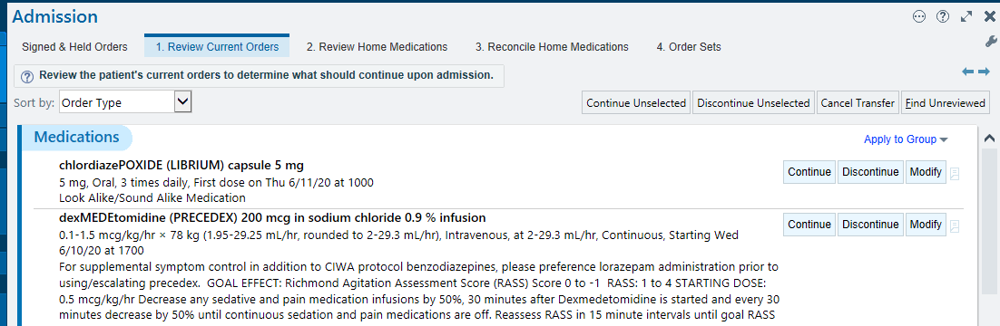 Admission
Signed & Held Orders 1. Review Current Orders 2. Review Home Medications 3. Reconcile Home Medications 4. Order Sets
Review the patient's current orders to determine what should continue upon admission.
Sort by: Order Type Continue Unselected Discontinue Unselected Cancel Transfer Find Unreviewed
Medications
Apply to Group
chlordiazePOXIDE (LIBRIUM) capsule 5 mg
Continue Discontinue Modify
5 mg, Oral, 3 times daily, First dose on Thu 6/11/20 at 1000
Look Alike/Sound Alike Medication
dexMEDEtomidine (PRECEDEX) 200 mcg in sodium chloride 0.9 % infusion
Continue Discontinue Modify
0.1-1.5 mcg/kg/hr × 78 kg (1.95-29.25 mL/hr, rounded to 2-29.3 mL/hr), Intravenous, at 2-29.3 mL/hr, Continuous, Starting Wed
6/10/20 at 1700
For supplemental symptom control in addition to CIWA protocol benzodiazepines, please preference lorazepam administration prior to
using/escalating precedex. GOAL EFFECT: Richmond Agitation Assessment Score (RASS) Score 0 to -1 RASS: 1 to 4 STARTING DOSE:
0.5 mcg/kg/hr Decrease any sedative and pain medication infusions by 50%, 30 minutes after Dexmedetomidine is started and every 30
minutes decrease by 50% until continuous sedation and pain medications are off. Reassess RASS in 15 minute intervals until goal RASS